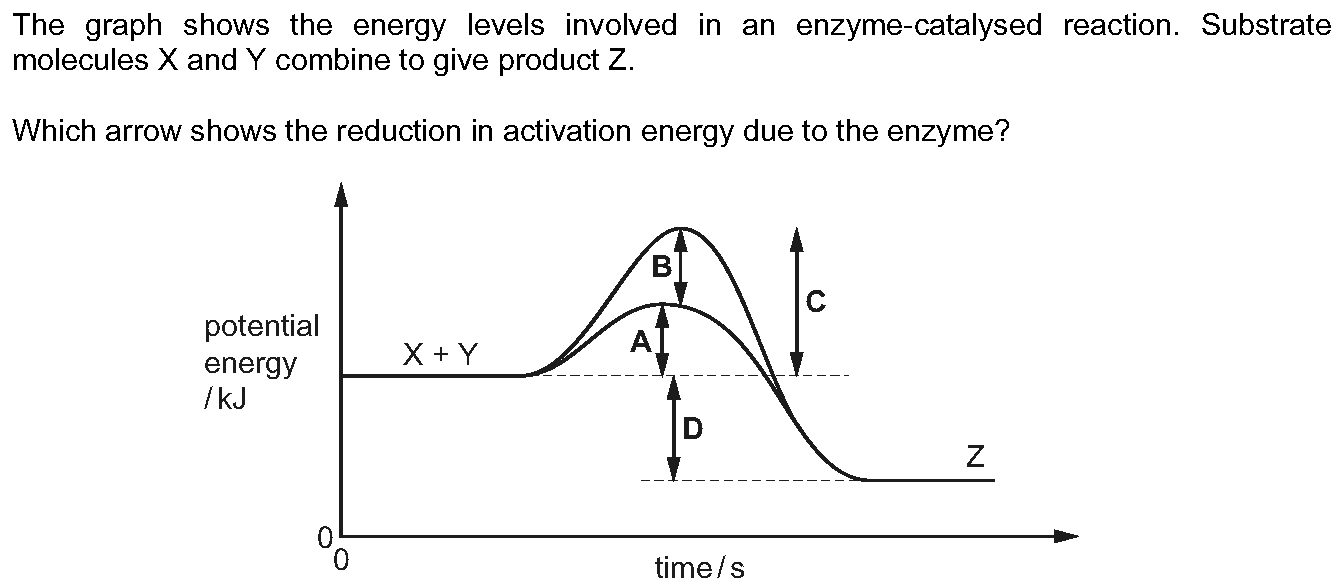 The graph shows the energy levels involved in an enzyme-catalysed reaction. Substrate
molecules X and Y combine to give product Z.
Which arrow shows the reduction in activation energy due to the enzyme?
B
C
potential
energy
/ kJ
X + Y
A
D
Z
0
0
time / s